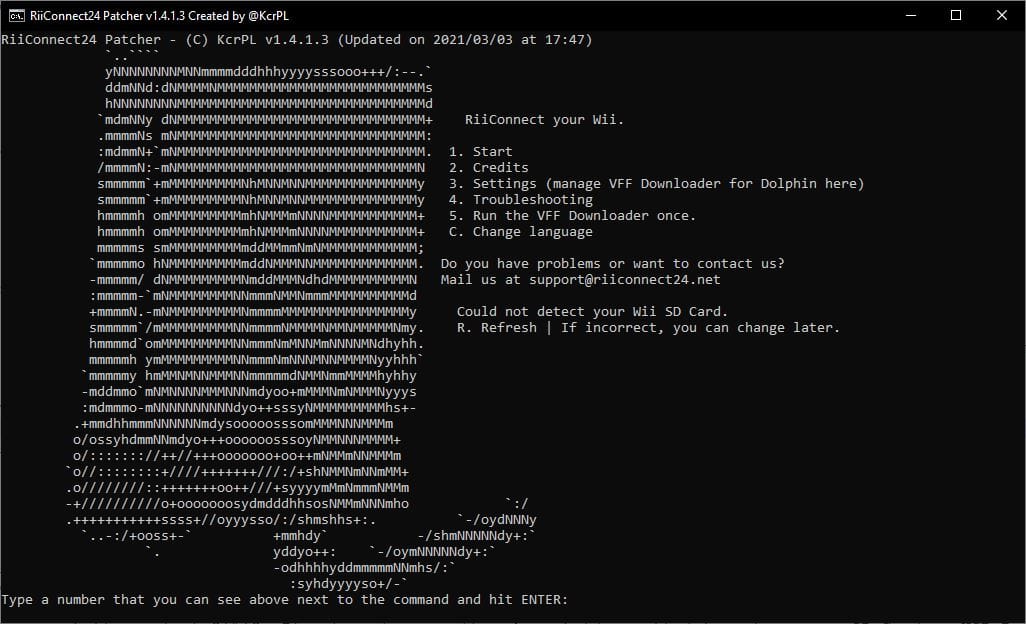 RiiConnect24 Patcher v1.4.1.3 Created by @KcrPL
RiiConnect24 Patcher - (C) KcrPL v1.4.1.3 (Updated on 2021/03/03 at 17:47)
RiiConnect your Wii.
1. Start
2. Credits
3. Settings (manage VFF Downloader for Dolphin here)
4. Troubleshooting
5. Run the VFF Downloader once.
C. Change language
Do you have problems or want to contact us?
Mail us at support@riiconnect24.net
Could not detect your Wii SD Card.
R. Refresh | If incorrect, you can change later.
Type a number that you can see above next to the command and hit ENTER: